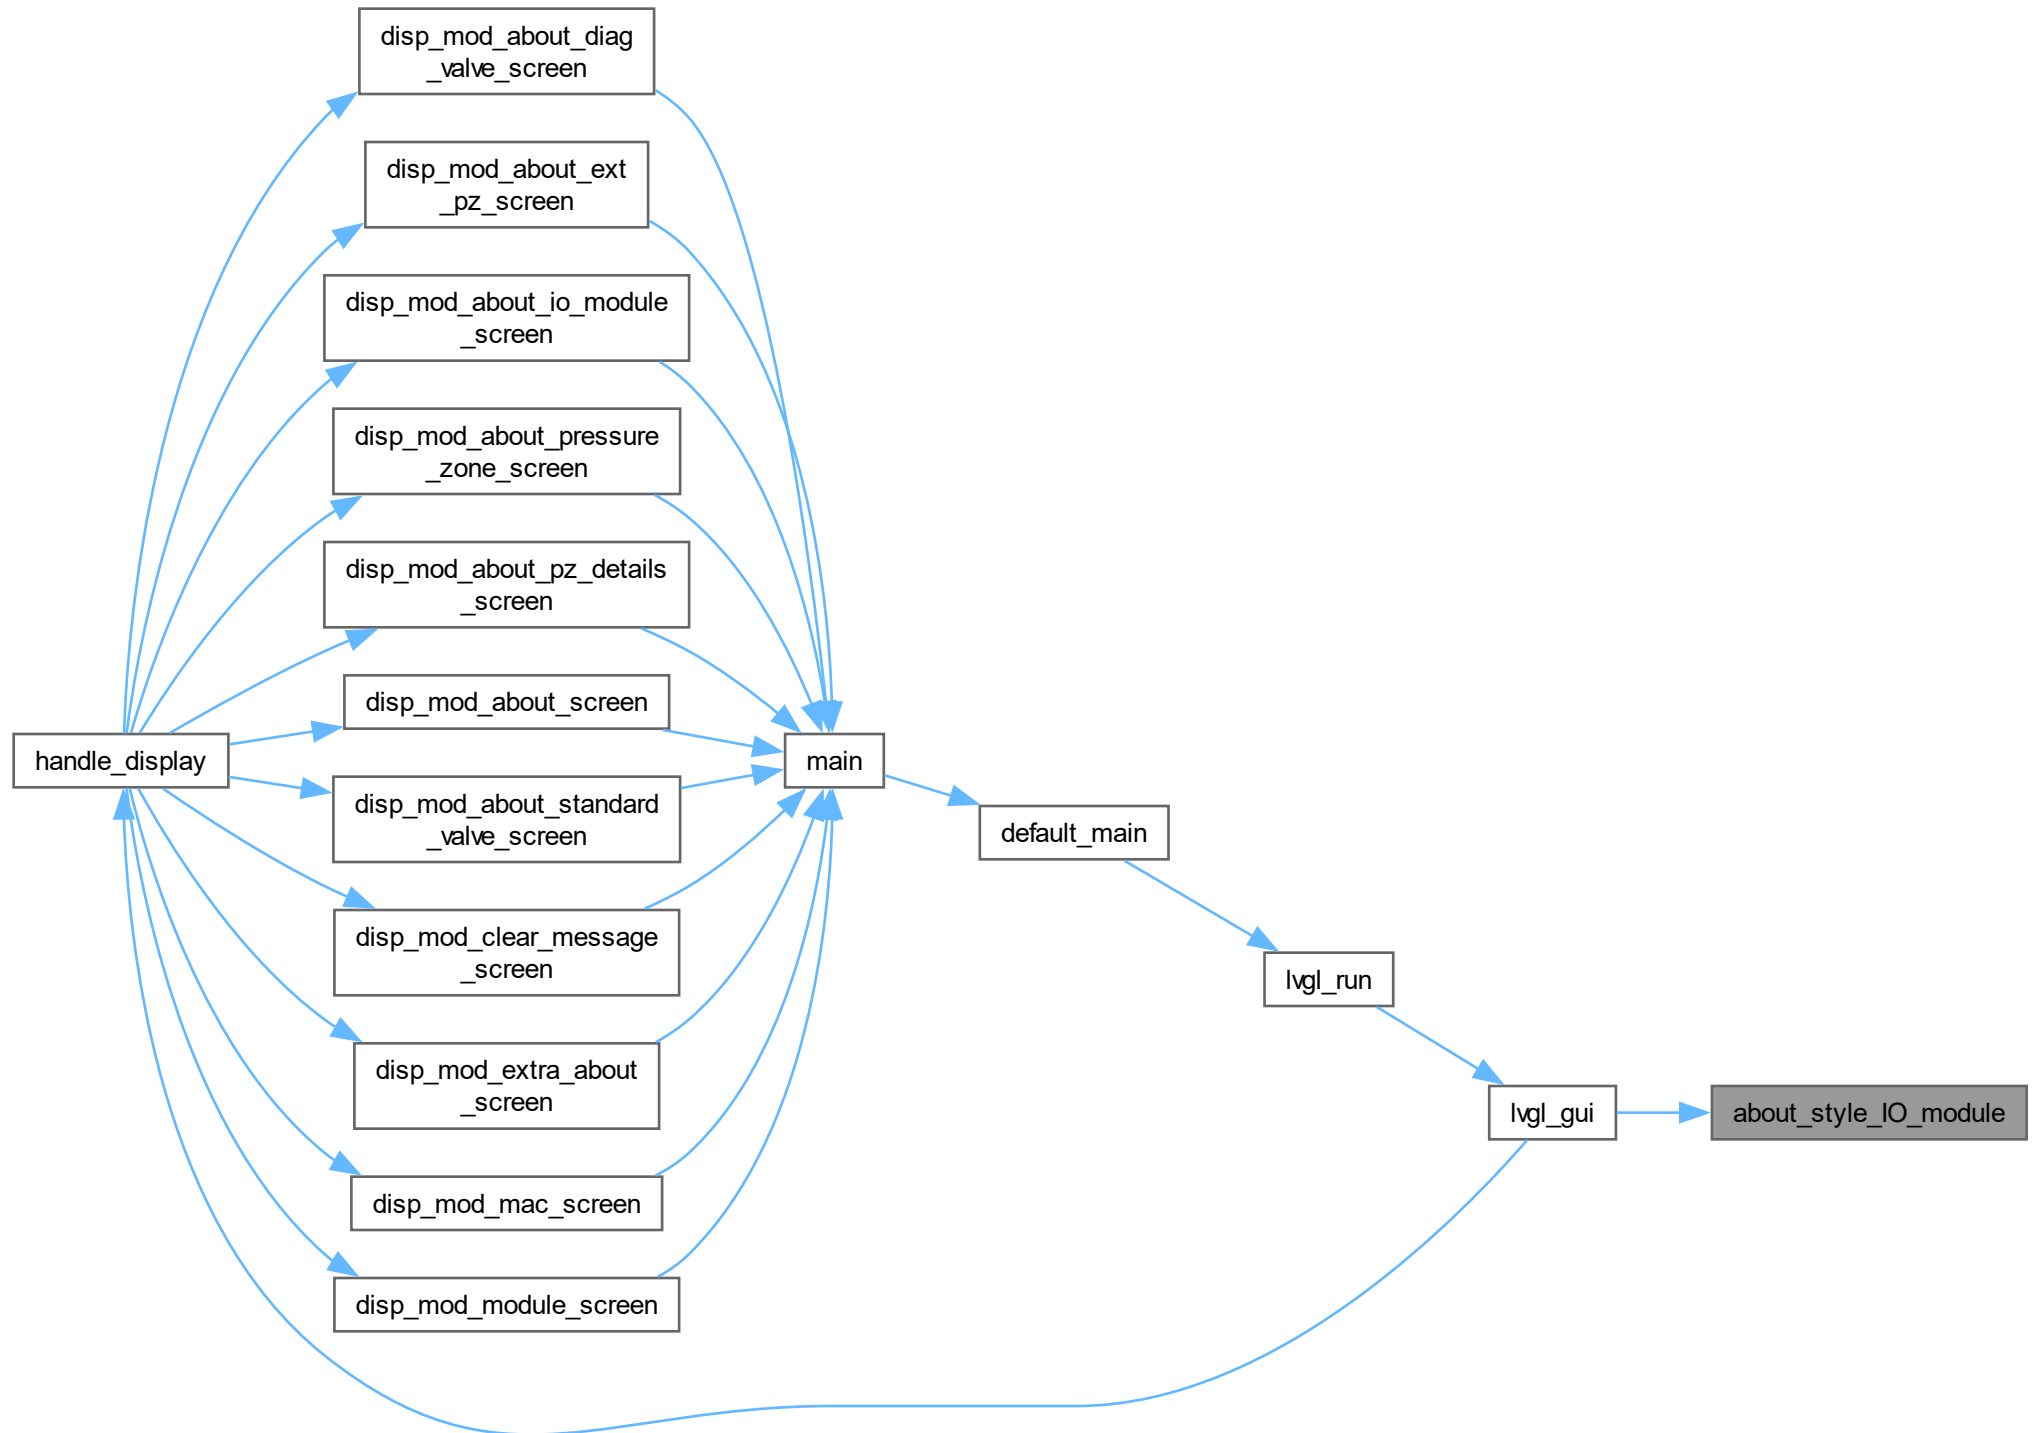 disp_mod_about_diag
_valve_screen
disp_mod_about_ext
_pz_screen
disp_mod_about_io_module
_screen
disp_mod_about_pressure
_zone_screen
disp_mod_about_pz_details
_screen
disp_mod_about_screen
handle_display
main
disp_mod_about_standard
_valve_screen
default_main
disp_mod_clear_message
_screen
lvgl_run
disp_mod_extra_about
_screen
lvgl_gui
about_style_IO_module
disp_mod_mac_screen
disp_mod_module_screen